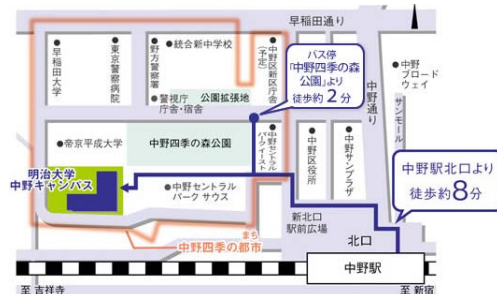 早稲田通り
早稲田大学
東京警察病院
野方警察署
統合新中学校
警視庁
庁舎・宿舎
公園拡張地
中野区新区庁舎
(予定)
バス停
「中野四季の森
公園」より
徒歩約2分
中野通り
中野
ブロード
ウェイ
サンモール
帝京平成大学
中野四季の森公園
中野セントラル
パーク イースト
中野区役所
中野サンプラザ
明治大学
中野キャンパス
中野セントラル
パーク サウス
中野駅北口より
徒歩約8分
新北口
駅前広場
北口
まち
中野四季の都市
中野駅
至 吉祥寺
至 新宿